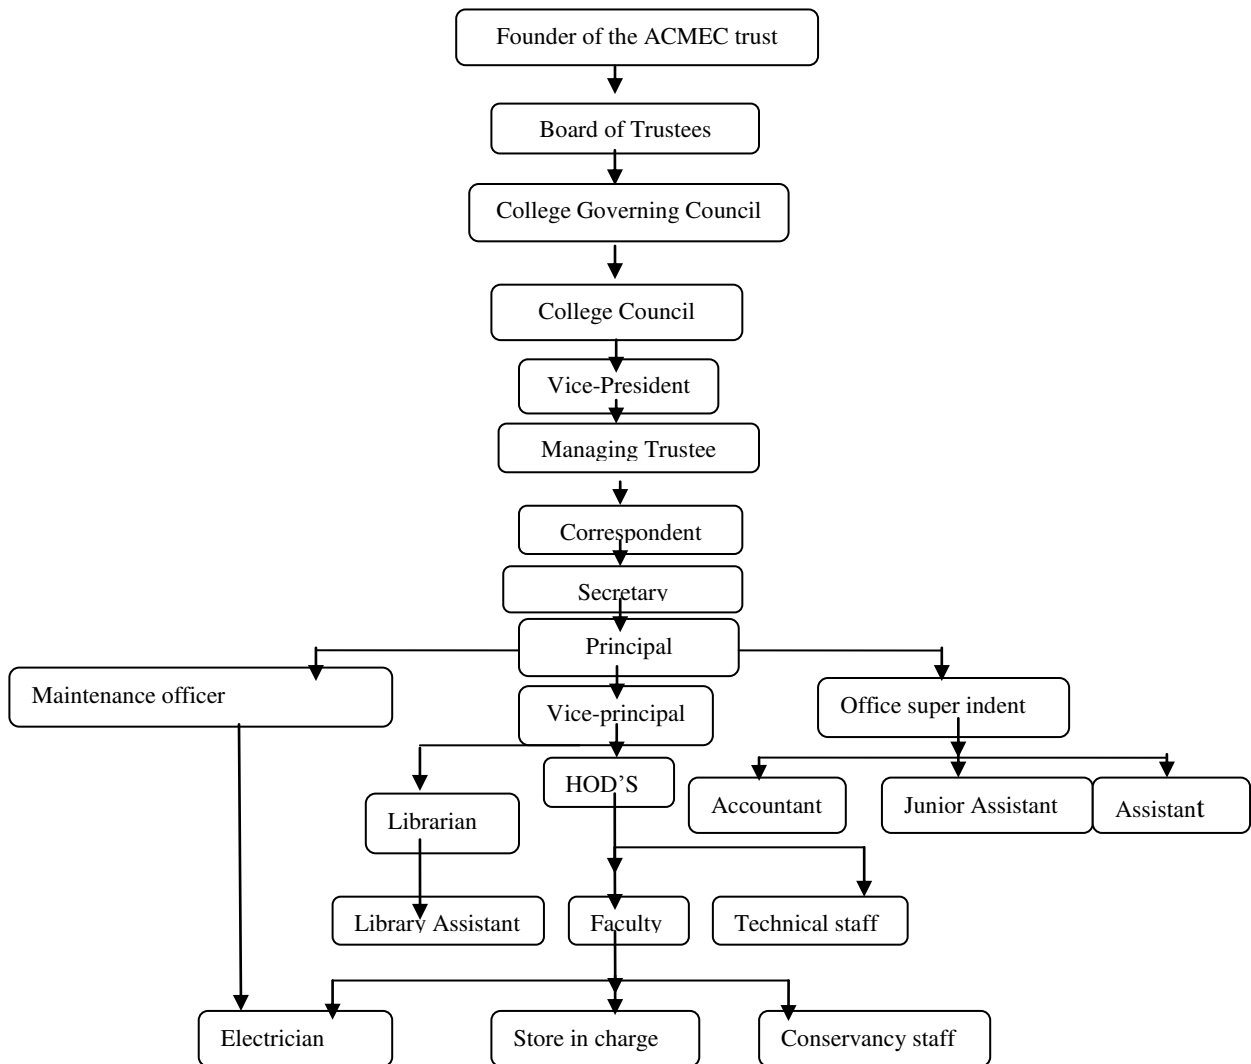 Founder of the ACMEC trust
Board of Trustees
College Governing Council
College Council
Vice-President
Managing Trustee
Correspondent
Secretary
Principal
Maintenance officer
Vice-principal
Office super indent
HOD'S
Accountant
Junior Assistant
Assistant
Librarian
Library Assistant
Faculty
Technical staff
Electrician
Store in charge
Conservancy staff